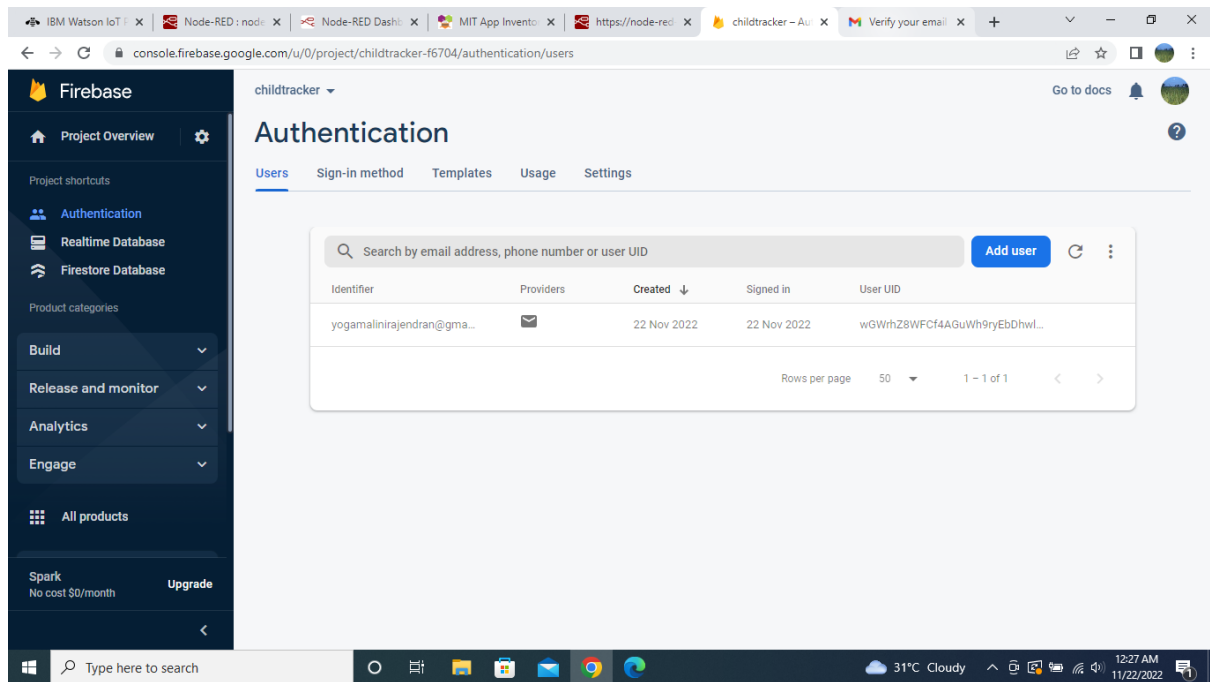 IBM Watson IoT P
Node-RED : node
Node-RED Dashb
MIT App Invento
https://node-red
childtracker – Au
Verify your email
console.firebase.google.com/u/0/project/childtracker-f6704/authentication/users
Firebase
childtracker
Go to docs
Project Overview
Authentication
Users Sign-in method Templates Usage Settings
Project shortcuts
Authentication
Realtime Database
Firestore Database
Product categories
Build
Release and monitor
Analytics
Engage
All products
Spark
No cost $0/month
Upgrade
Search by email address, phone number or user UID
Add user
Identifier Providers Created Signed in User UID
yogamalinirajendran@gma... 22 Nov 2022 22 Nov 2022 wGWrhZ8WFCf4AGuWh9ryEbDhwl...
Rows per page 50 1 – 1 of 1
Type here to search
31°C Cloudy
12:27 AM
11/22/2022
1